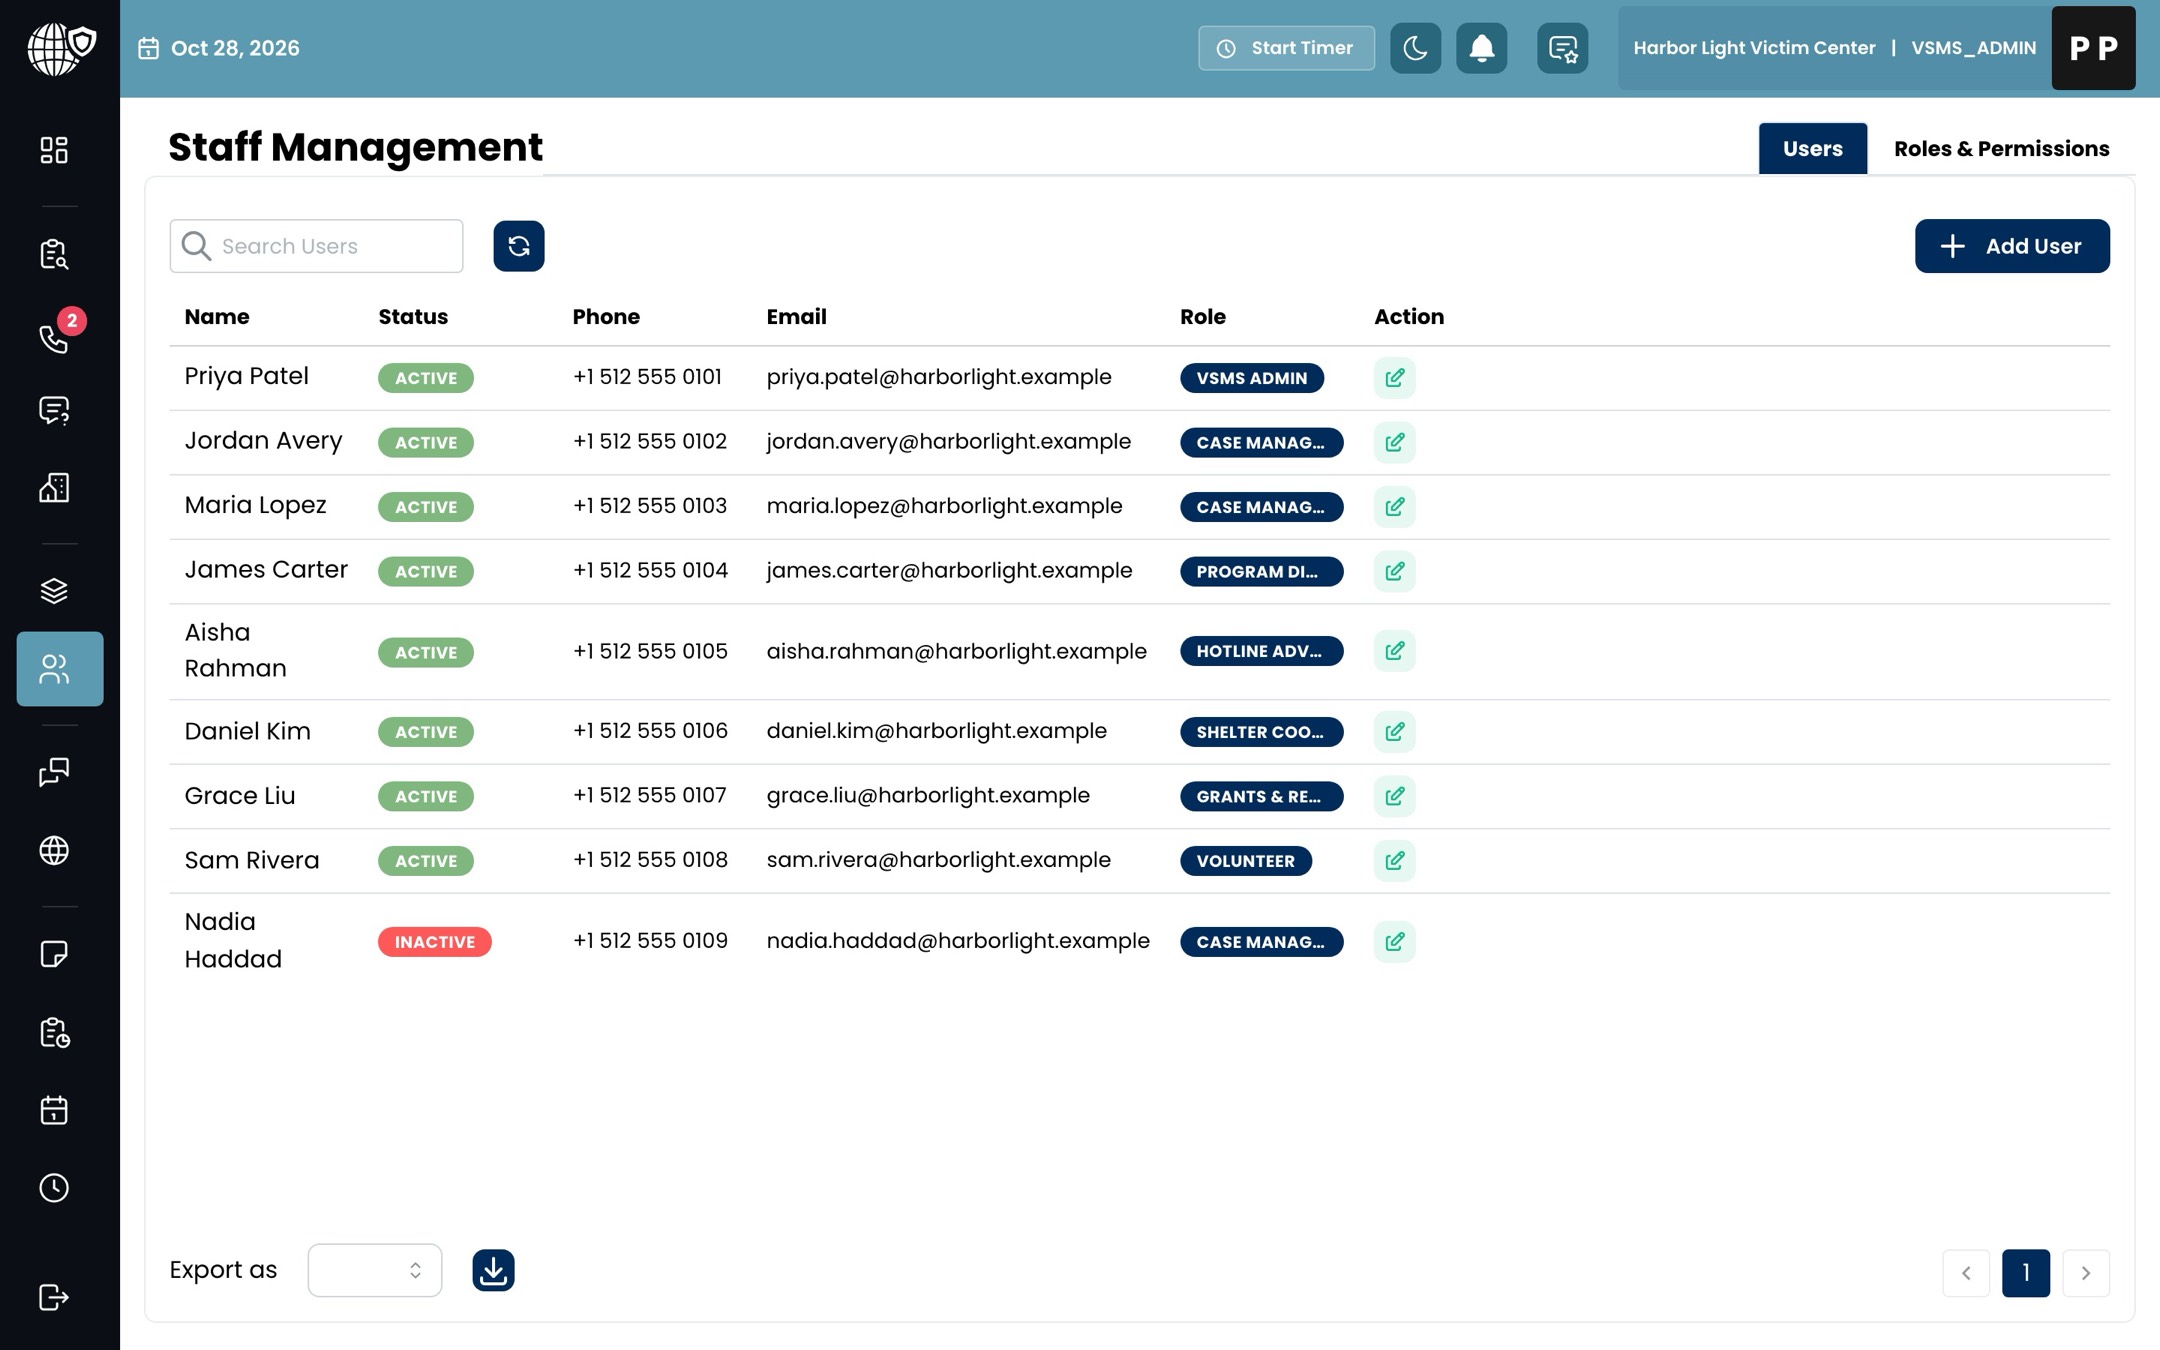 Oct 28, 2026
Start Timer
Harbor Light Victim Center | VSMS_ADMIN
PP
Staff Management
Users
Roles & Permissions
Search Users
Add User
2
Name Status Phone Email Role Action
Priya Patel ACTIVE +1 512 555 0101 priya.patel@harborlight.example VSMS ADMIN
Jordan Avery ACTIVE +1 512 555 0102 jordan.avery@harborlight.example CASE MANAG...
Maria Lopez ACTIVE +1 512 555 0103 maria.lopez@harborlight.example CASE MANAG...
James Carter ACTIVE +1 512 555 0104 james.carter@harborlight.example PROGRAM DI...
Aisha
Rahman ACTIVE +1 512 555 0105 aisha.rahman@harborlight.example HOTLINE ADV...
Daniel Kim ACTIVE +1 512 555 0106 daniel.kim@harborlight.example SHELTER COO...
Grace Liu ACTIVE +1 512 555 0107 grace.liu@harborlight.example GRANTS & RE...
Sam Rivera ACTIVE +1 512 555 0108 sam.rivera@harborlight.example VOLUNTEER
Nadia
Haddad INACTIVE +1 512 555 0109 nadia.haddad@harborlight.example CASE MANAG...
Export as
1